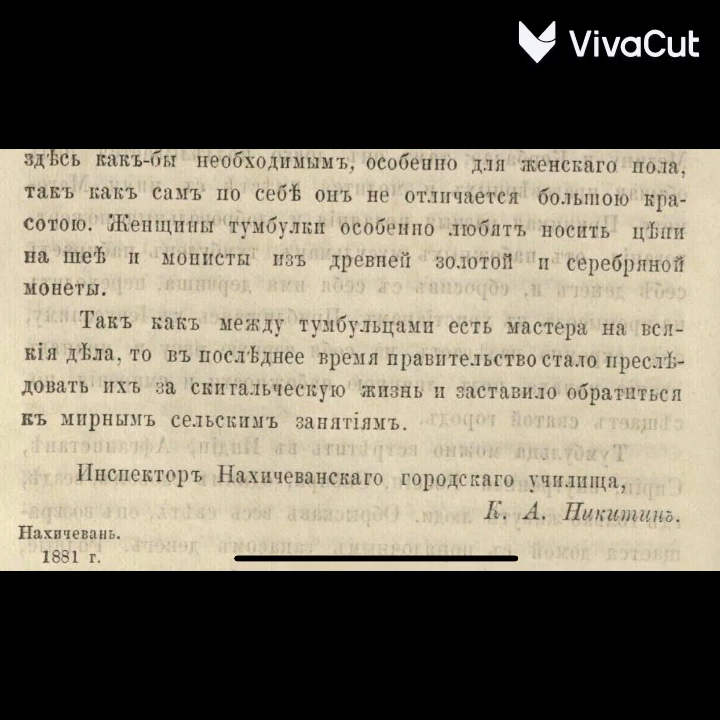 VivaCut
здѣсь какъ-бы необходимымъ, особенно для женскаго пола,
такъ какъ самъ по себѣ онъ не отличается большою кра-
сотою. Женщины тумбулки особенно любятъ носить цѣпи
на шеѣ и монисты изъ древней золотой и серебряной
монеты.
Такъ какъ между тумбульцами есть мастера на вся-
кія дѣла, то въ послѣднее время правительство стало преслѣ-
довать ихъ за скитальческую жизнь и заставило обратиться
къ мирнымъ сельскимъ занятіямъ.
Инспекторъ Нахичеванскаго городскаго училища,
К. А. Никитинъ.
Нахичевань.
1881 г.